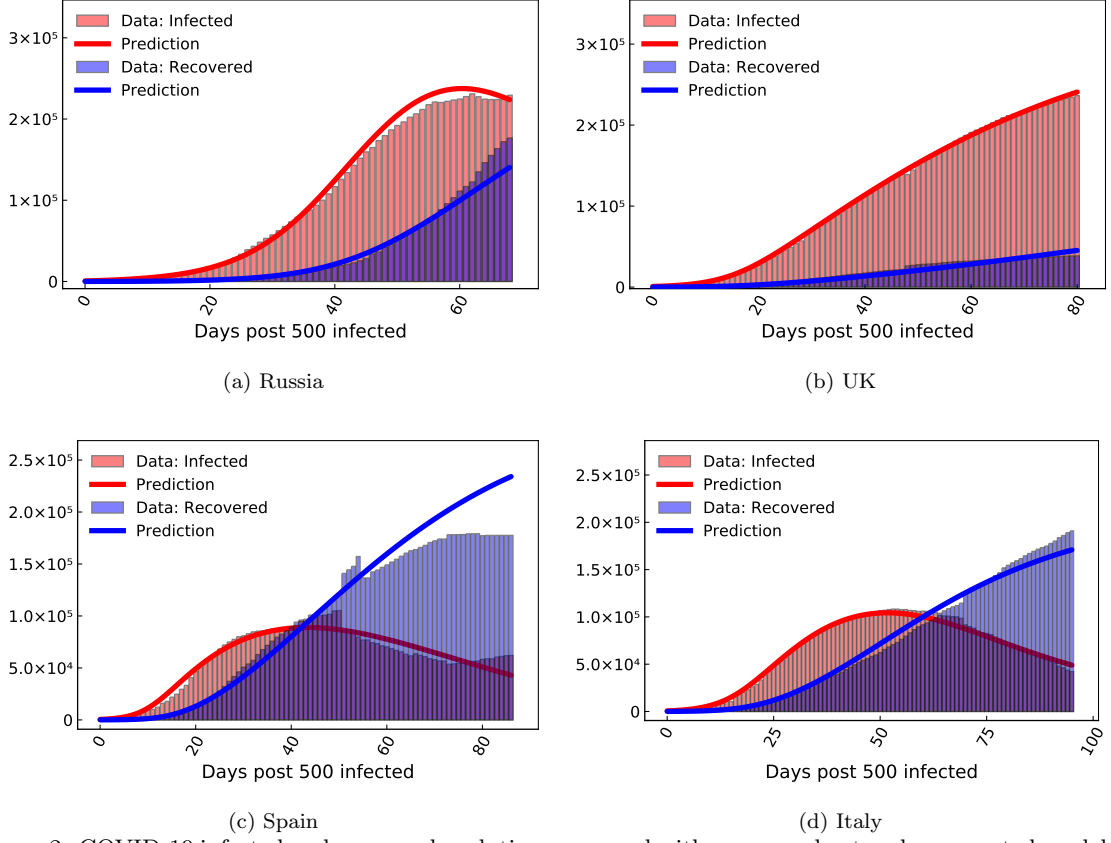 Data: Infected
Prediction
Data: Recovered
Prediction
3×10⁵
2×10⁵
1×10⁵
0
0 20 40 60
Days post 500 infected
(a) Russia
Data: Infected
Prediction
Data: Recovered
Prediction
3×10⁵
2×10⁵
1×10⁵
0
0 20 40 60 80
Days post 500 infected
(b) UK
Data: Infected
Prediction
Data: Recovered
Prediction
2.5×10⁵
2.0×10⁵
1.5×10⁵
1.0×10⁵
5.0×10⁴
0
0 20 40 60 80
Days post 500 infected
(c) Spain
Data: Infected
Prediction
Data: Recovered
Prediction
2.5×10⁵
2.0×10⁵
1.5×10⁵
1.0×10⁵
5.0×10⁴
0
0 25 50 75 100
Days post 500 infected
(d) Italy